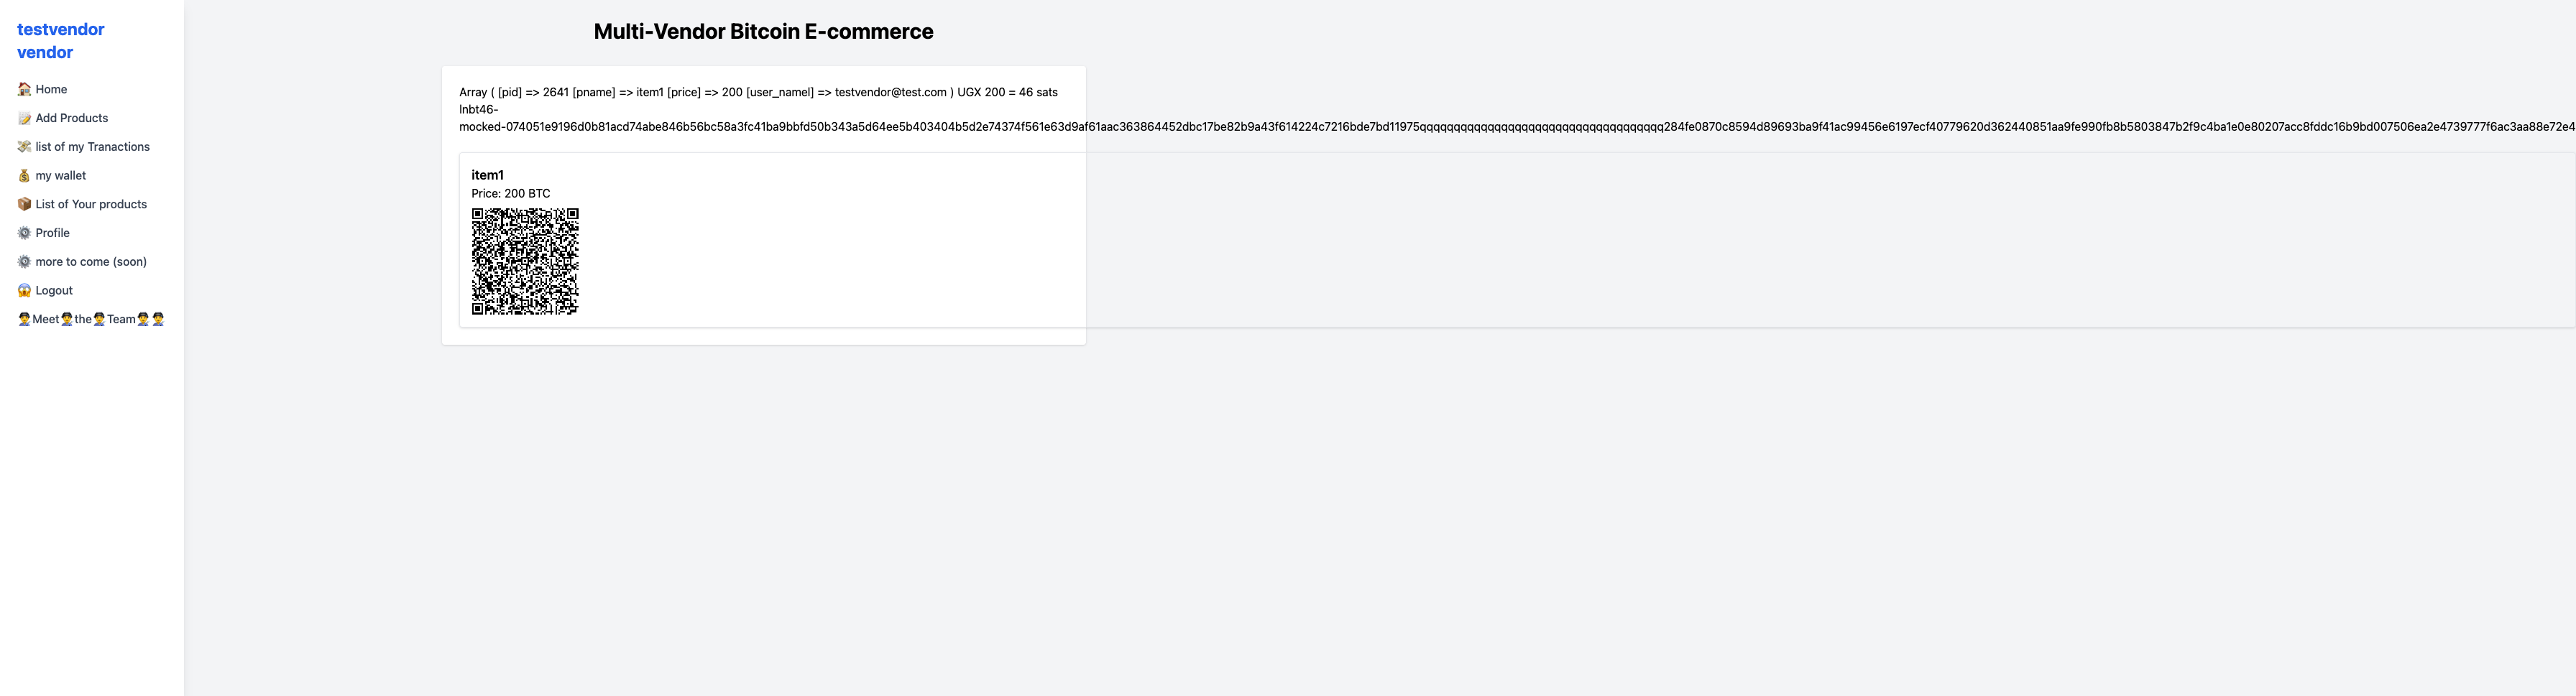 testvendor
vendor
🏠 Home
📝 Add Products
💸 list of my Tranactions
💰 my wallet
📦 List of Your products
⚙️ Profile
⚙️ more to come (soon)
😱 Logout
👨‍🎓Meet👨‍🎓the👨‍🎓Team👨‍🎓👨‍🎓
Multi-Vendor Bitcoin E-commerce
Array ( [pid] => 2641 [pname] => item1 [price] => 200 [user_namel] => testvendor@test.com ) UGX 200 = 46 sats
lnbt46-
mocked-074051e9196d0b81acd74abe846b56bc58a3fc41ba9bbfd50b343a5d64ee5b403404b5d2e74374f561e63d9af61aac363864452dbc17be82b9a43f614224c7216bde7bd11975qqqqqqqqqqqqqqqqqqqqqqqqqqqqqqqqqqqq284fe0870c8594d89693ba9f41ac99456e6197ecf40779620d362440851aa9fe990fb8b5803847b2f9c4ba1e0e80207acc8fddc16b9bd007506ea2e4739777f6ac3aa88e72e4
item1
Price: 200 BTC